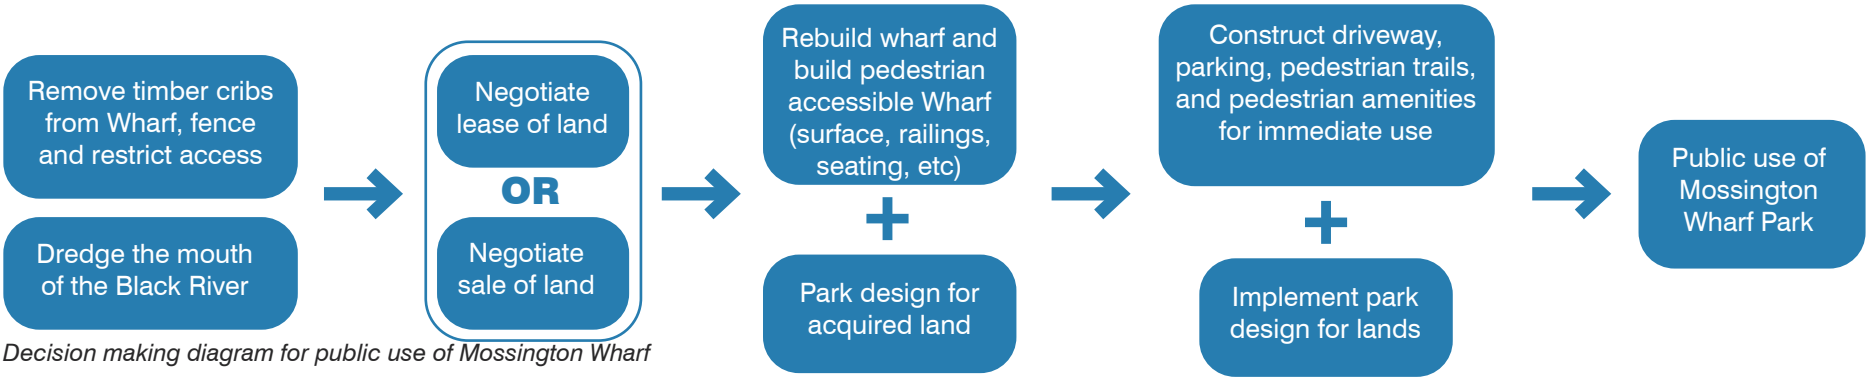 Remove timber cribs
from Wharf, fence
and restrict access
Dredge the mouth
of the Black River
Negotiate
lease of land
OR
Negotiate
sale of land
Rebuild wharf and
build pedestrian
accessible Wharf
(surface, railings,
seating, etc)
+
Park design for
acquired land
Construct driveway,
parking, pedestrian trails,
and pedestrian amenities
for immediate use
+
Implement park
design for lands
Public use of
Mossington
Wharf Park
Decision making diagram for public use of Mossington Wharf